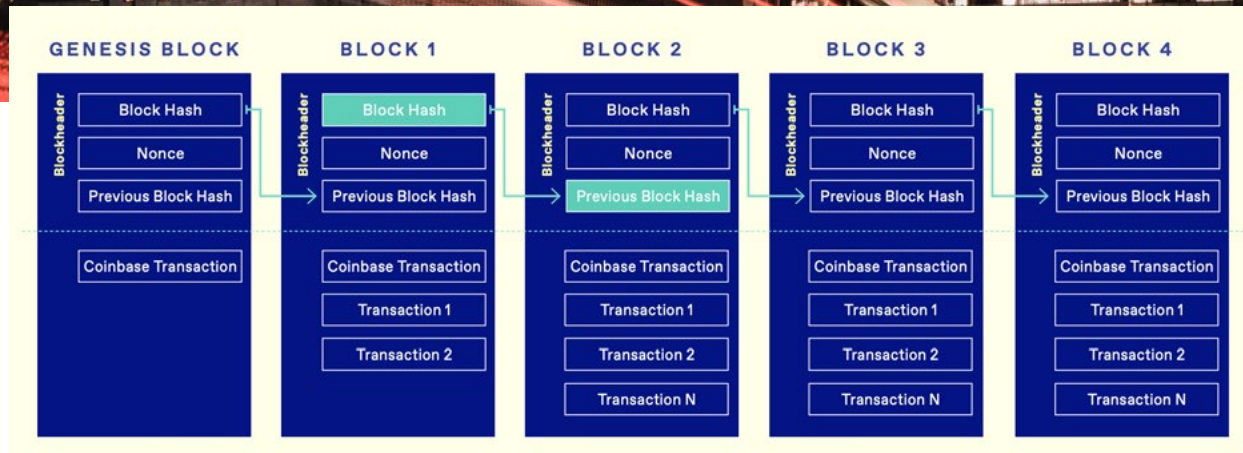 GENESIS BLOCK
Blockheader
Block Hash
Nonce
Previous Block Hash
Coinbase Transaction
BLOCK 1
Blockheader
Block Hash
Nonce
Previous Block Hash
Coinbase Transaction
Transaction 1
Transaction 2
BLOCK 2
Blockheader
Block Hash
Nonce
Previous Block Hash
Coinbase Transaction
Transaction 1
Transaction 2
Transaction N
BLOCK 3
Blockheader
Block Hash
Nonce
Previous Block Hash
Coinbase Transaction
Transaction 1
Transaction 2
Transaction N
BLOCK 4
Blockheader
Block Hash
Nonce
Previous Block Hash
Coinbase Transaction
Transaction 1
Transaction 2
Transaction N